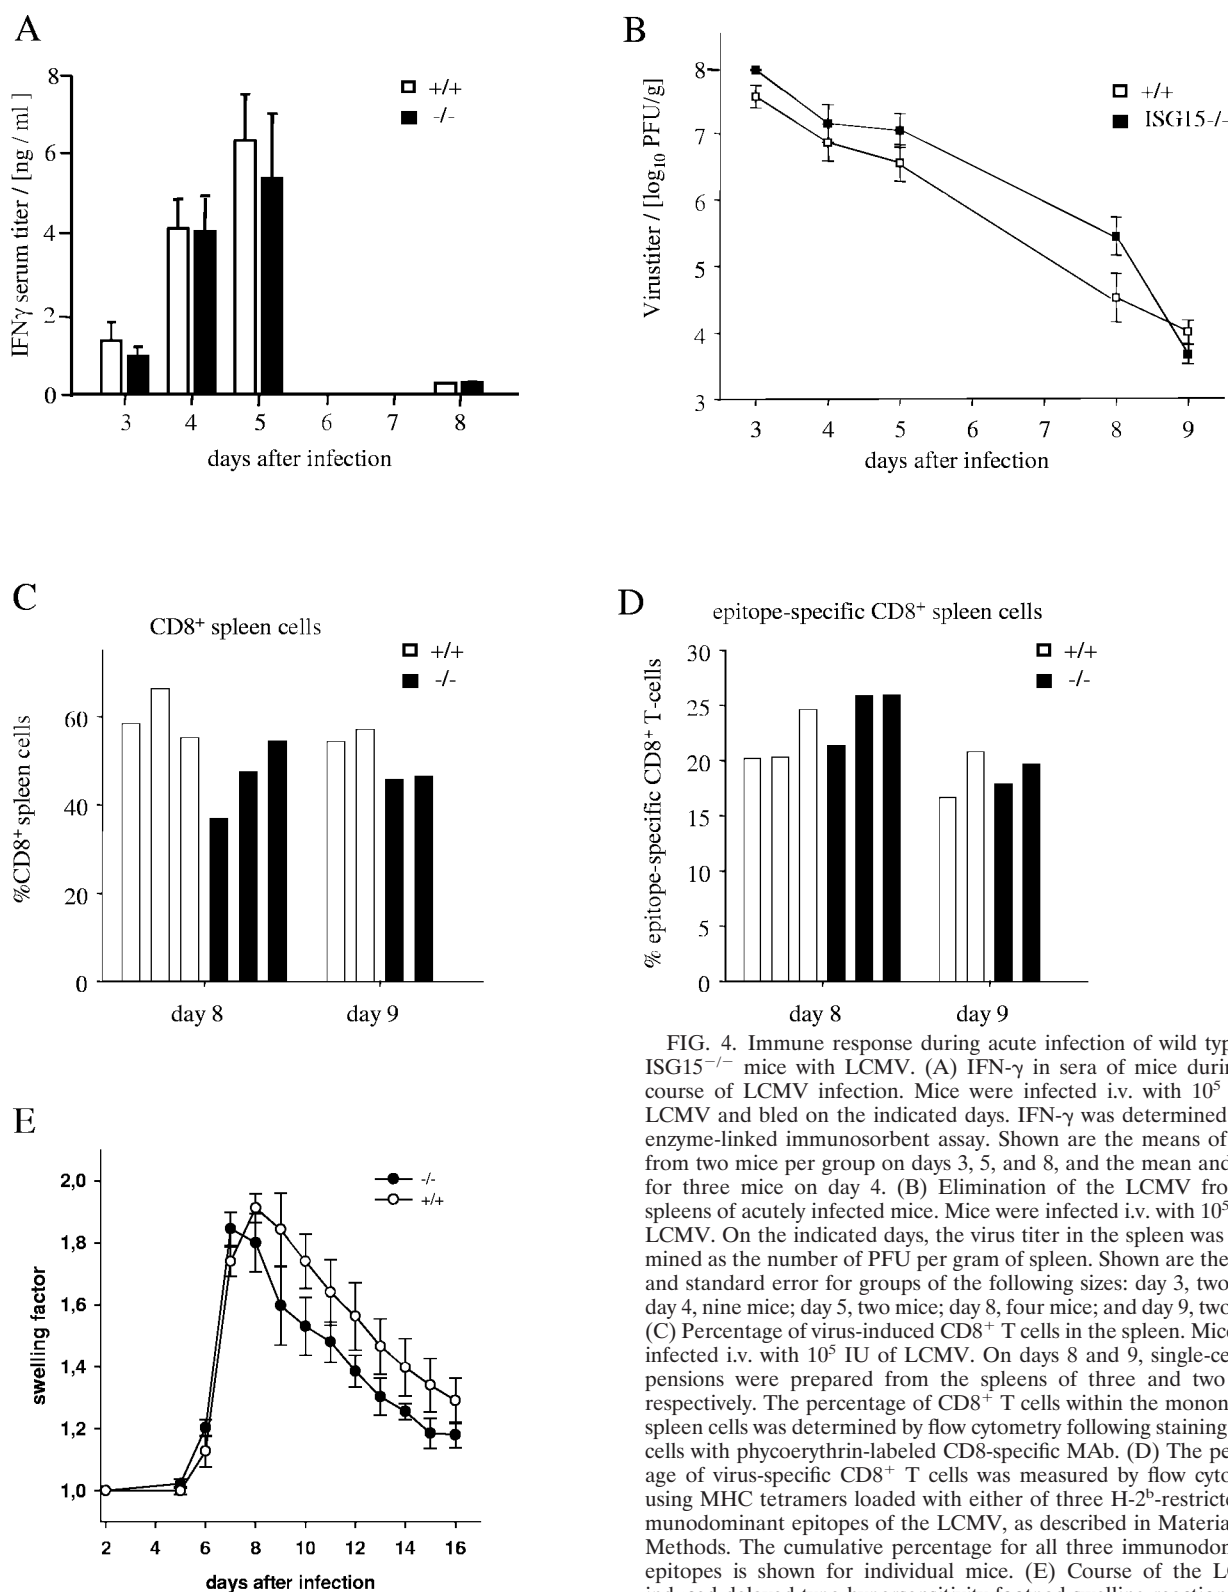 A
8
6
4
2
0
IFNγ serum titer / [ng / ml ]
+/+
-/-
3 4 5 6 7 8
days after infection
B
8
7
6
5
4
3
Virustiter / [log10 PFU/g]
+/+
ISG15-/-
3 4 5 6 7 8 9
days after infection
C
CD8+ spleen cells
+/+
-/-
60
40
20
0
%CD8+ spleen cells
day 8 day 9
D
epitope-specific CD8+ spleen cells
+/+
-/-
30
25
20
15
10
5
0
% epitope-specific CD8+ T-cells
day 8 day 9
E
2,0
1,8
1,6
1,4
1,2
1,0
swelling factor
-/-
+/+
2 4 6 8 10 12 14 16
days after infection
FIG. 4. Immune response during acute infection of wild typ
ISG15−/− mice with LCMV. (A) IFN-γ in sera of mice durin
course of LCMV infection. Mice were infected i.v. with 10⁵
LCMV and bled on the indicated days. IFN-γ was determined
enzyme-linked immunosorbent assay. Shown are the means of
from two mice per group on days 3, 5, and 8, and the mean and
for three mice on day 4. (B) Elimination of the LCMV fro
spleens of acutely infected mice. Mice were infected i.v. with 10⁵
LCMV. On the indicated days, the virus titer in the spleen was
mined as the number of PFU per gram of spleen. Shown are the
and standard error for groups of the following sizes: day 3, two
day 4, nine mice; day 5, two mice; day 8, four mice; and day 9, two
(C) Percentage of virus-induced CD8+ T cells in the spleen. Mice
infected i.v. with 10⁵ IU of LCMV. On days 8 and 9, single-ce
pensions were prepared from the spleens of three and two
respectively. The percentage of CD8+ T cells within the monon
spleen cells was determined by flow cytometry following staining
cells with phycoerythrin-labeled CD8-specific MAb. (D) The pe
age of virus-specific CD8+ T cells was measured by flow cyto
using MHC tetramers loaded with either of three H-2ᵇ-restricte
munodominant epitopes of the LCMV, as described in Material
Methods. The cumulative percentage for all three immunodon
epitopes is shown for individual mice. (E) Course of the L